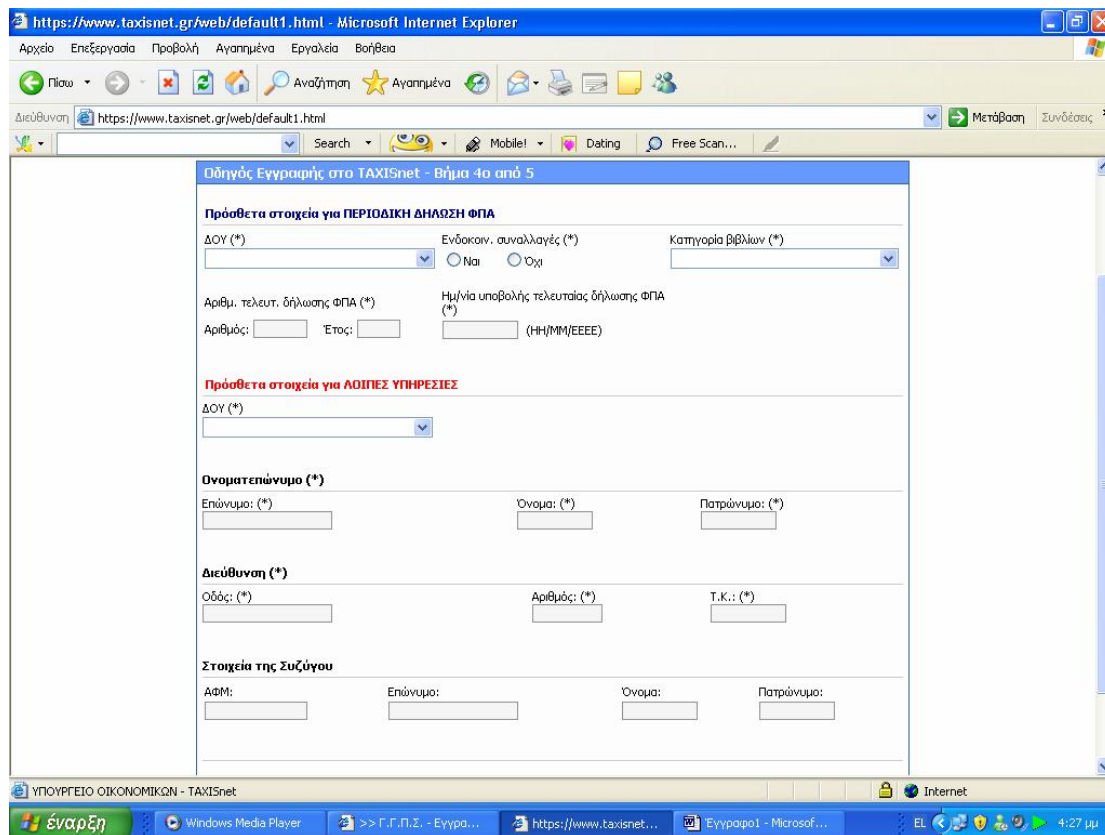 https://www.taxisnet.gr/web/default1.html - Microsoft Internet Explorer
Αρχείο Επεξεργασία Προβολή Αγαπημένα Εργαλεία Βοήθεια
Πίσω Αναζήτηση Αγαπημένα
Διεύθυνση https://www.taxisnet.gr/web/default1.html Μετάβαση Συνδέσεις
Search Mobile! Dating Free Scan...
Οδηγός Εγγραφής στο TAXISnet - Βήμα 4ο από 5
Πρόσθετα στοιχεία για ΠΕΡΙΟΔΙΚΗ ΔΗΛΩΣΗ ΦΠΑ
ΔΟΥ (*) Ενδοκοιν. συναλλαγές (*) Κατηγορία βιβλίων (*)
Ναι Όχι
Αριθμ. τελευτ. δήλωσης ΦΠΑ (*) Ημ/νία υποβολής τελευταίας δήλωσης ΦΠΑ
(*)
Αριθμός: Έτος: (ΗΗ/ΜΜ/ΕΕΕΕ)
Πρόσθετα στοιχεία για ΛΟΙΠΕΣ ΥΠΗΡΕΣΙΕΣ
ΔΟΥ (*)
Ονοματεπώνυμο (*)
Επώνυμο: (*) Όνομα: (*) Πατρώνυμο: (*)
Διεύθυνση (*)
Οδός: (*) Αριθμός: (*) Τ.Κ.: (*)
Στοιχεία της Συζύγου
ΑΦΜ: Επώνυμο: Όνομα: Πατρώνυμο:
ΥΠΟΥΡΓΕΙΟ ΟΙΚΟΝΟΜΙΚΩΝ - TAXISnet Internet
έναρξη Windows Media Player >> Γ.Γ.Π.Σ. - Εγγρα... https://www.taxisnet... Έγγραφο1 - Microsof... EL 4:27 μμ